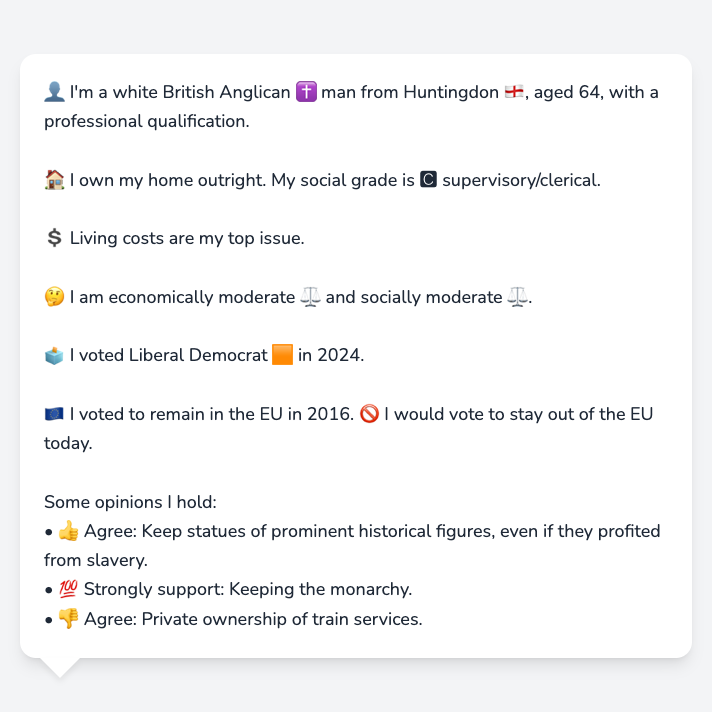 👤 I'm a white British Anglican ✝️ man from Huntingdon 🏴󠁧󠁢󠁥󠁮󠁧󠁿, aged 64, with a
professional qualification.
🏠 I own my home outright. My social grade is 🅲 supervisory/clerical.
💲 Living costs are my top issue.
🤔 I am economically moderate ⚖️ and socially moderate ⚖️.
🗳️ I voted Liberal Democrat 🟧 in 2024.
🇪🇺 I voted to remain in the EU in 2016. 🚫 I would vote to stay out of the EU
today.
Some opinions I hold:
• 👍 Agree: Keep statues of prominent historical figures, even if they profited
from slavery.
• 💯 Strongly support: Keeping the monarchy.
• 👎 Agree: Private ownership of train services.